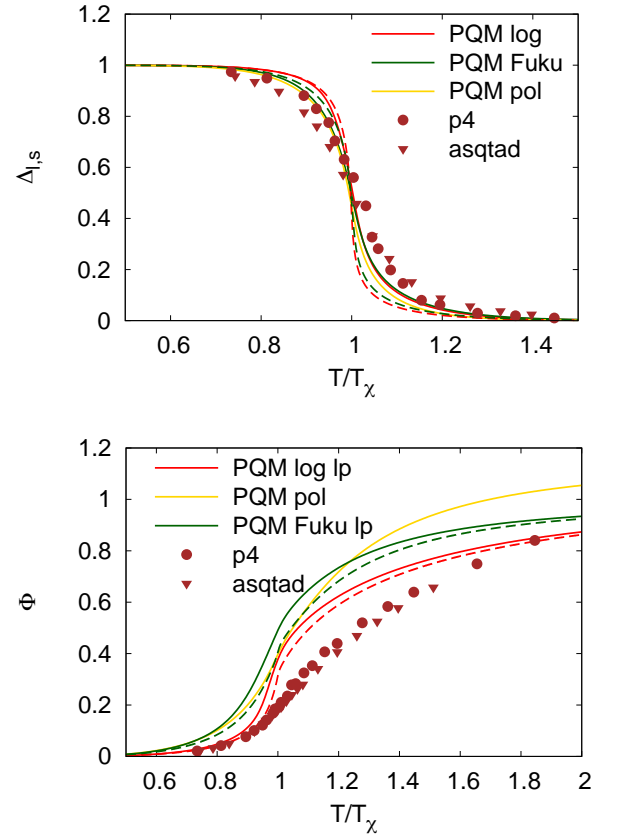 1.2
1
0.8
0.6
0.4
0.2
0
Δl,s
PQM log
PQM Fuku
PQM pol
p4
asqtad
0.6 0.8 1 1.2 1.4
T/Tχ
1.2
1
0.8
0.6
0.4
0.2
0
Φ
PQM log lp
PQM pol
PQM Fuku lp
p4
asqtad
0.6 0.8 1 1.2 1.4 1.6 1.8 2
T/Tχ